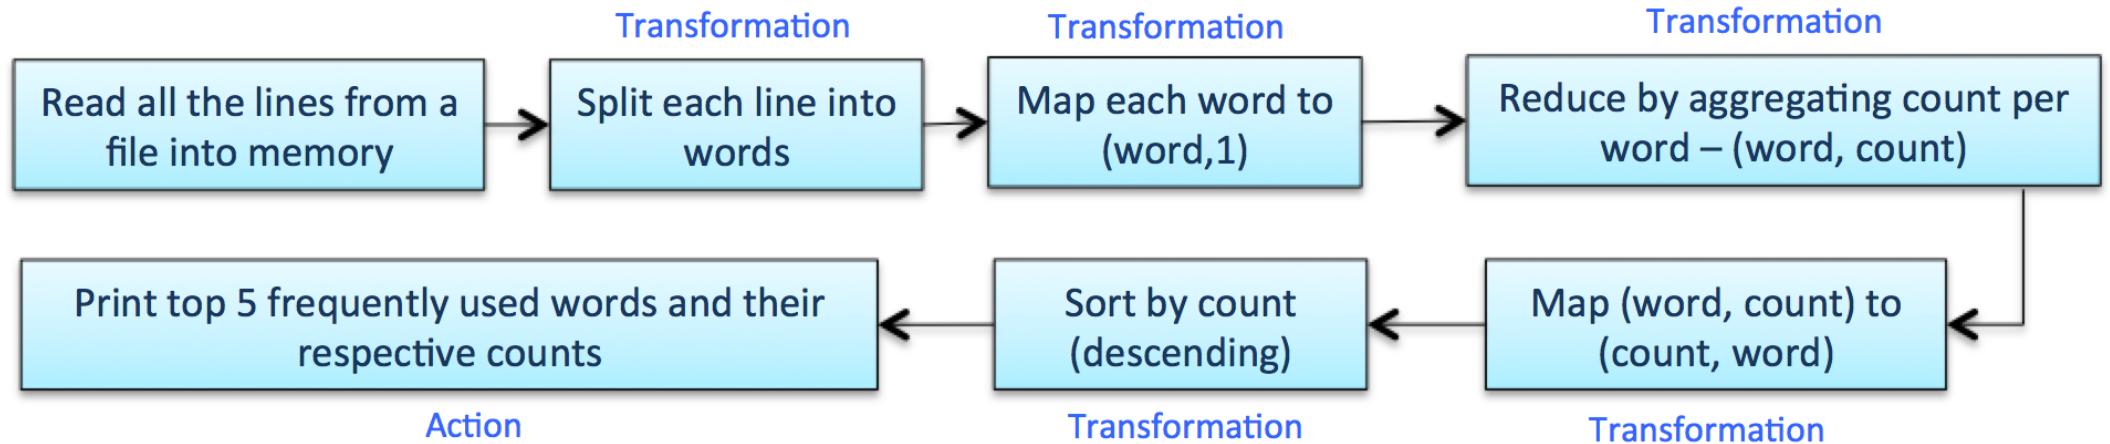 Transformation
Transformation
Transformation
Read all the lines from a
file into memory
Split each line into
words
Map each word to
(word,1)
Reduce by aggregating count per
word – (word, count)
Map (word, count) to
(count, word)
Transformation
Sort by count
(descending)
Transformation
Print top 5 frequently used words and their
respective counts
Action